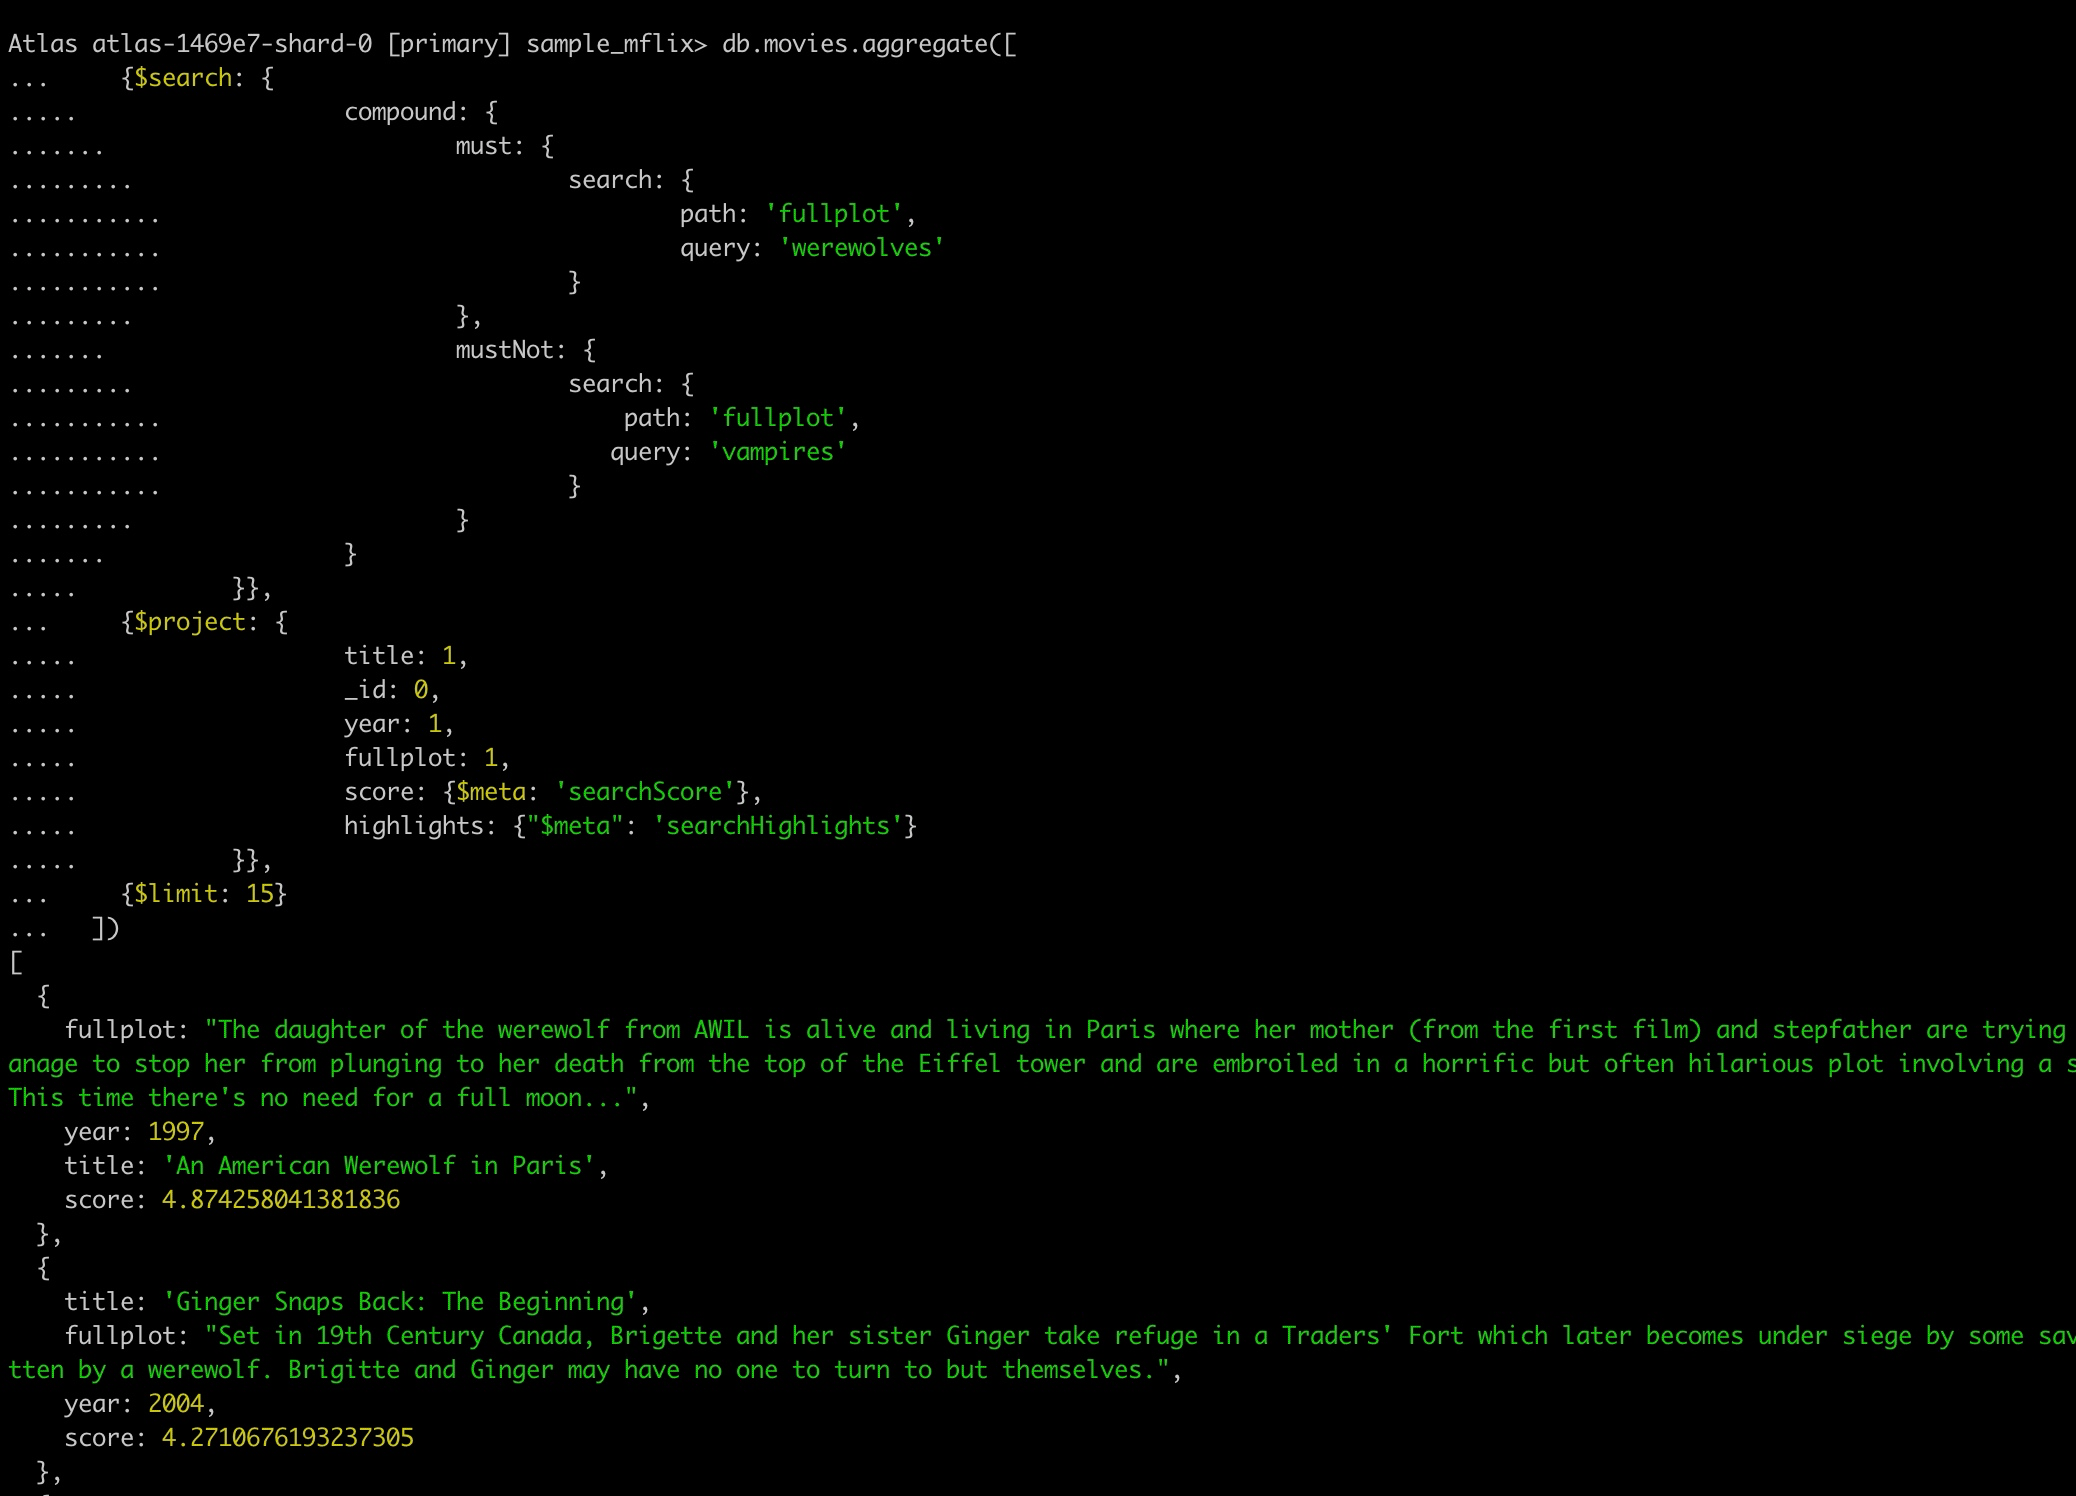 Atlas atlas-1469e7-shard-0 [primary] sample_mflix> db.movies.aggregate([
...     {$search: {
.....                   compound: {
.......                         must: {
.........                               search: {
...........                                     path: 'fullplot',
...........                                     query: 'werewolves'
...........                             }
.........                       },
.......                         mustNot: {
.........                               search: {
...........                                 path: 'fullplot',
...........                                query: 'vampires'
...........                             }
.........                       }
.......                 }
.....           }},
...     {$project: {
.....                   title: 1,
.....                   _id: 0,
.....                   year: 1,
.....                   fullplot: 1,
.....                   score: {$meta: 'searchScore'},
.....                   highlights: {"$meta": 'searchHighlights'}
.....           }},
...     {$limit: 15}
...   ])
[
  {
    fullplot: "The daughter of the werewolf from AWIL is alive and living in Paris where her mother (from the first film) and stepfather are trying
anage to stop her from plunging to her death from the top of the Eiffel tower and are embroiled in a horrific but often hilarious plot involving a s
This time there's no need for a full moon...",
    year: 1997,
    title: 'An American Werewolf in Paris',
    score: 4.874258041381836
  },
  {
    title: 'Ginger Snaps Back: The Beginning',
    fullplot: "Set in 19th Century Canada, Brigette and her sister Ginger take refuge in a Traders' Fort which later becomes under siege by some sav
tten by a werewolf. Brigitte and Ginger may have no one to turn to but themselves.",
    year: 2004,
    score: 4.2710676193237305
  },